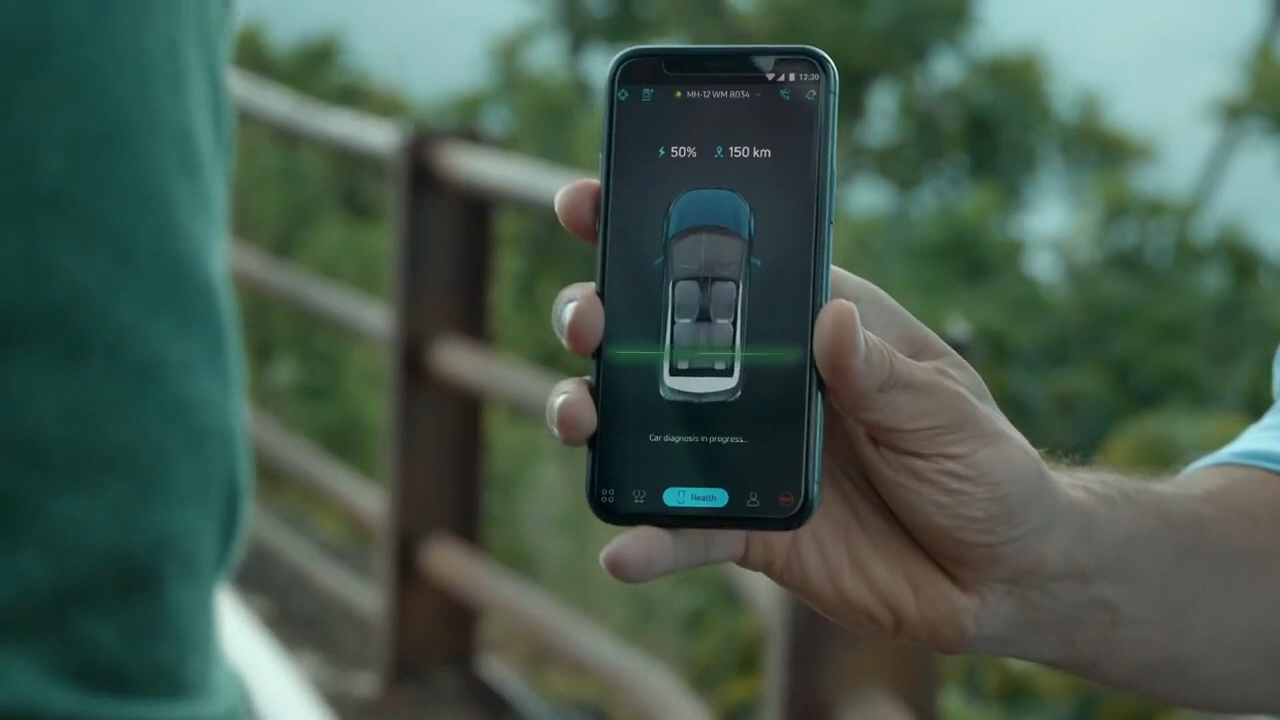 12:30
MH-12 WM 8034
50% 150 km
Car diagnosis in progress...
Health